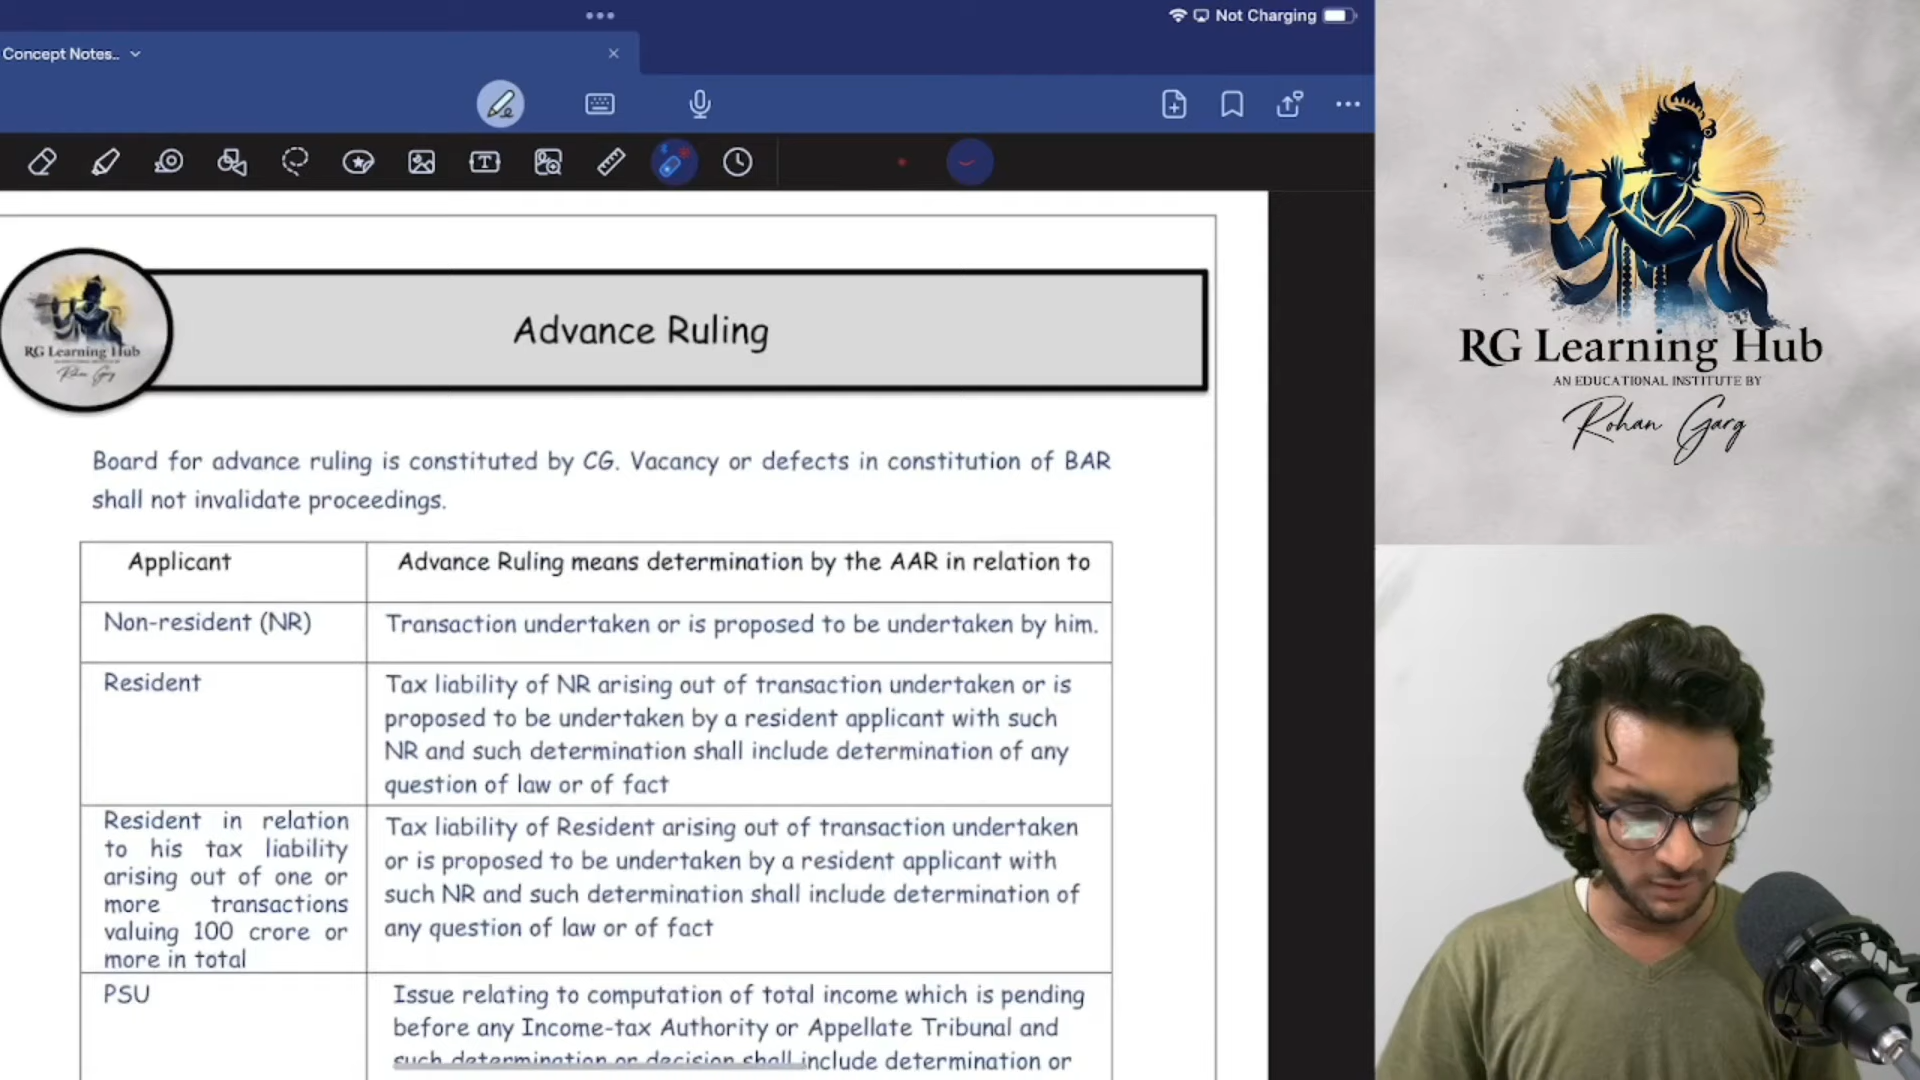 Not Charging
Concept Notes..
Advance Ruling
RG Learning Hub
Rohan Garg
Board for advance ruling is constituted by CG. Vacancy or defects in constitution of BAR
shall not invalidate proceedings.
Applicant
Advance Ruling means determination by the AAR in relation to
Non-resident (NR)
Transaction undertaken or is proposed to be undertaken by him.
Resident
Tax liability of NR arising out of transaction undertaken or is
proposed to be undertaken by a resident applicant with such
NR and such determination shall include determination of any
question of law or of fact
Resident in relation
to his tax liability
arising out of one or
more transactions
valuing 100 crore or
more in total
Tax liability of Resident arising out of transaction undertaken
or is proposed to be undertaken by a resident applicant with
such NR and such determination shall include determination of
any question of law or of fact
PSU
Issue relating to computation of total income which is pending
before any Income-tax Authority or Appellate Tribunal and
such determination or decision shall include determination or
RG Learning Hub
AN EDUCATIONAL INSTITUTE BY
Rohan Garg